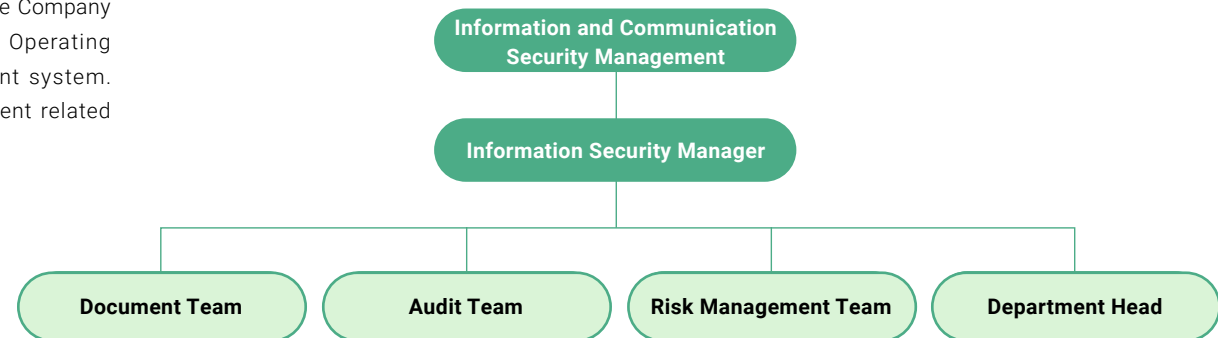 e Company
Operating
nt system.
ent related
Information and Communication
Security Management
Information Security Manager
Document Team
Audit Team
Risk Management Team
Department Head